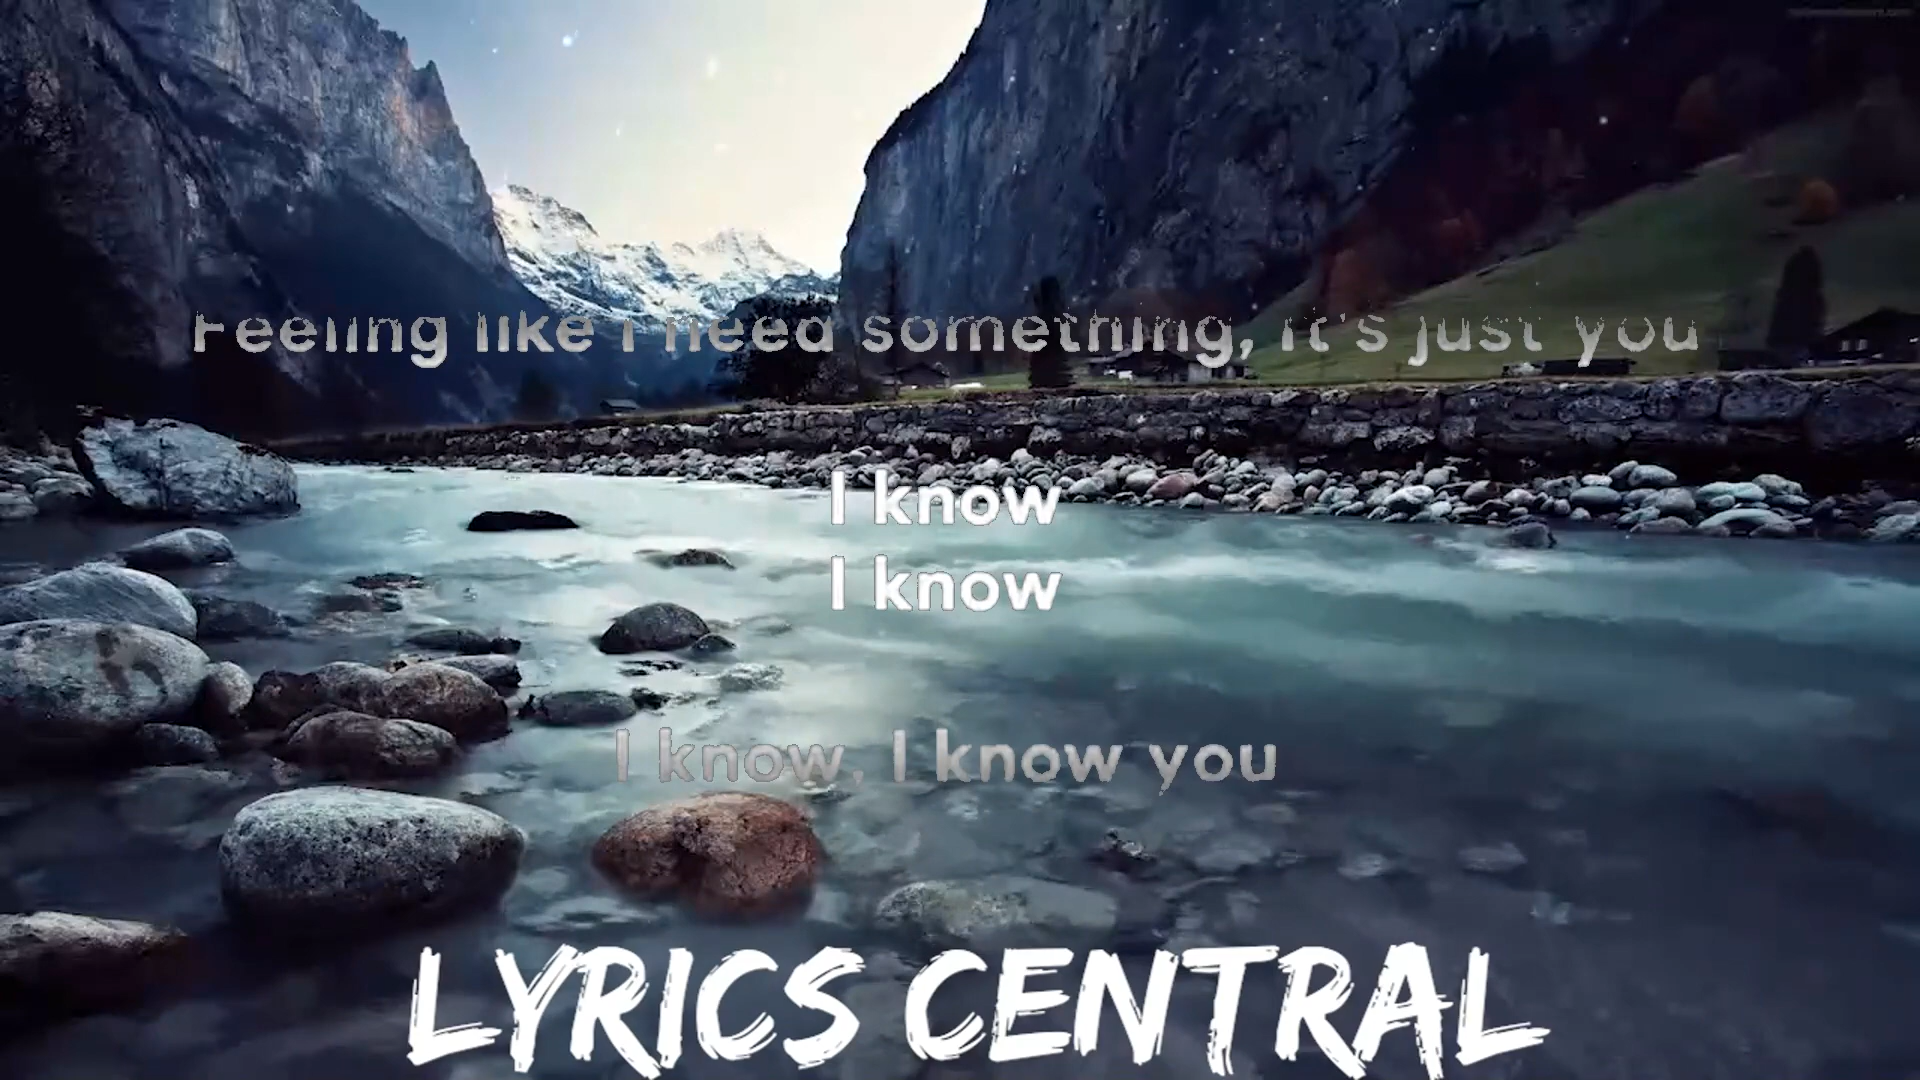 Feeling like I need something, it's just you
I know
I know
I know, I know you
LYRICS CENTRAL